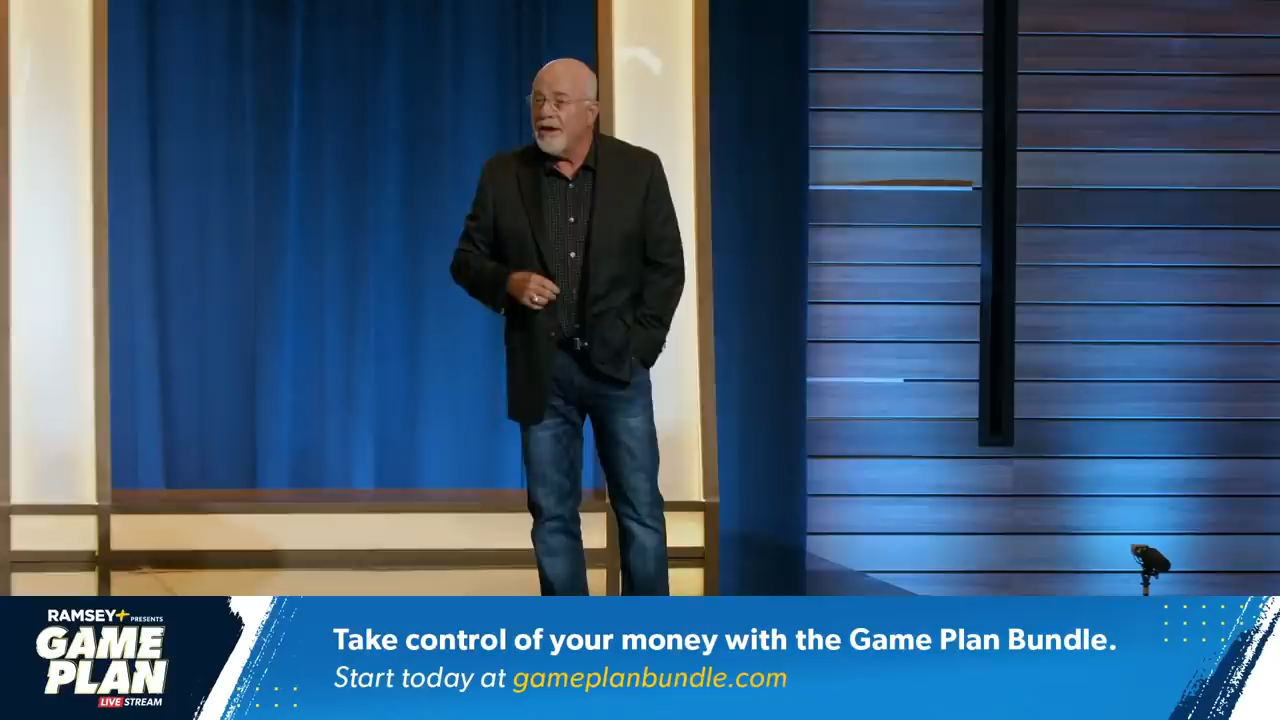 RAMSEY+ PRESENTS
GAME
PLAN
LIVE STREAM
Take control of your money with the Game Plan Bundle.
Start today at gameplanbundle.com